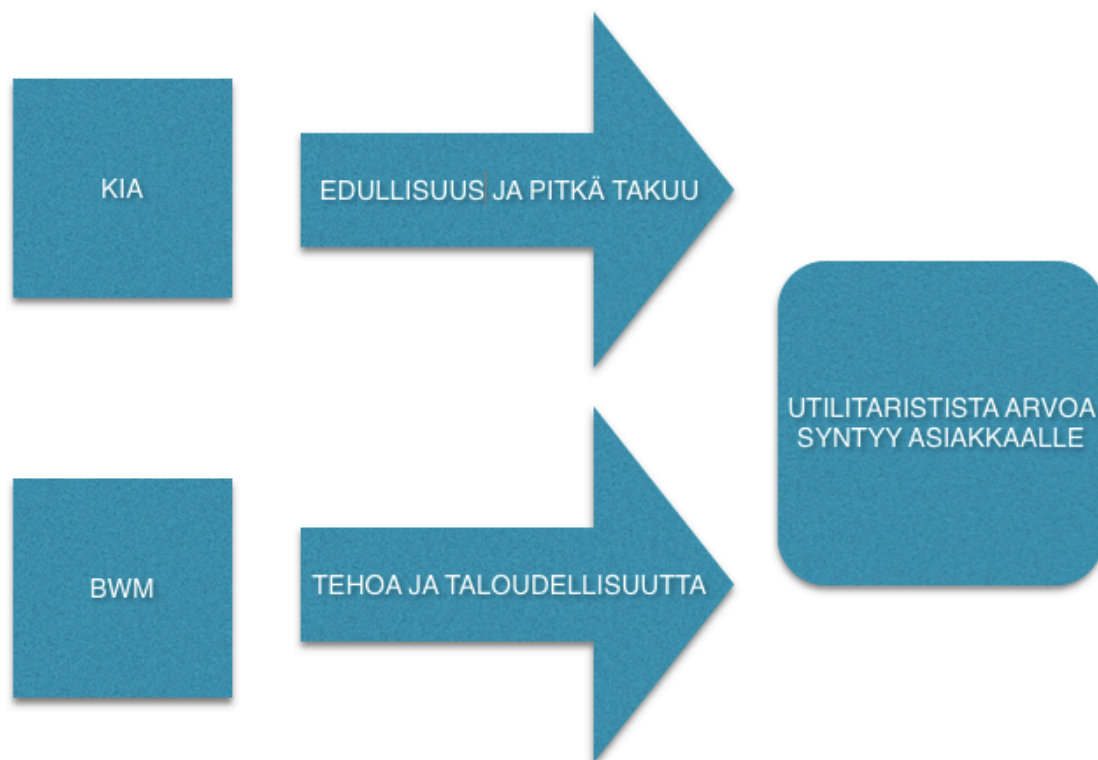 KIA
EDULLISUUS JA PITKÄ TAKUU
UTILITARISTISTA ARVOA
SYNTYY ASIAKKAALLE
BWM
TEHOA JA TALOUDELLISUUTTA